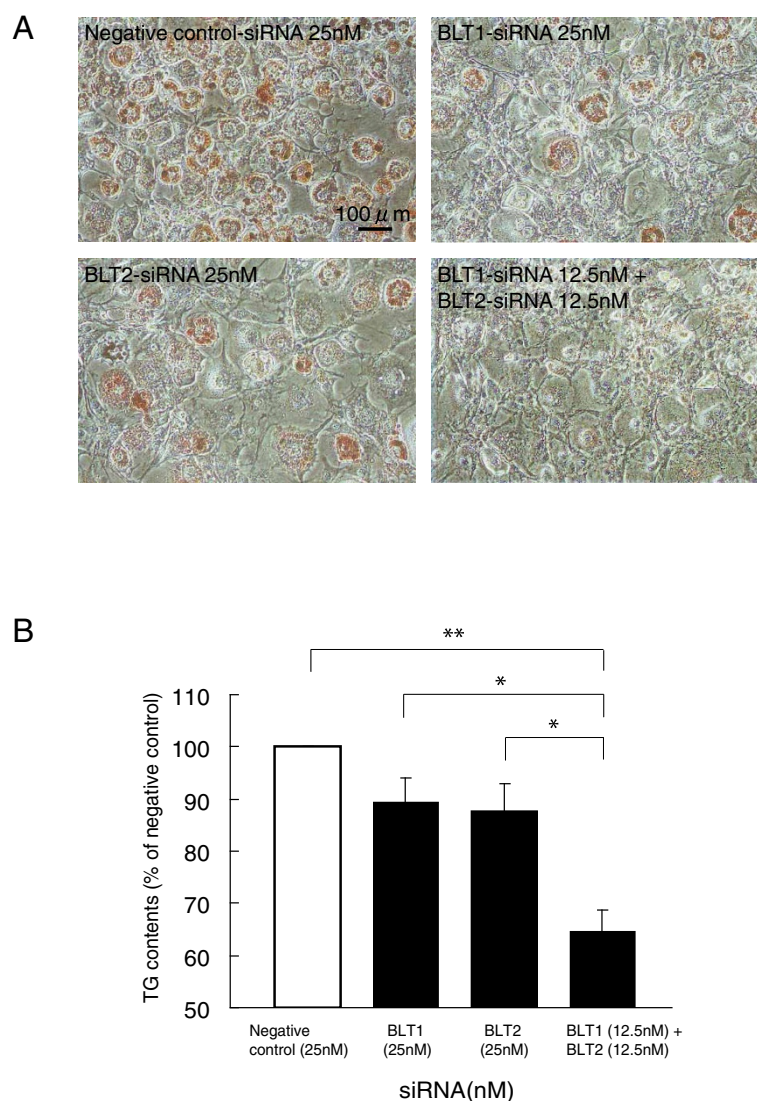 A
Negative control-siRNA 25nM
BLT1-siRNA 25nM
100 μm
BLT2-siRNA 25nM
BLT1-siRNA 12.5nM +
BLT2-siRNA 12.5nM
B
**
*
*
110
100
90
80
70
60
50
TG contents (% of negative control)
Negative
control (25nM)
BLT1
(25nM)
BLT2
(25nM)
BLT1 (12.5nM) +
BLT2 (12.5nM)
siRNA(nM)